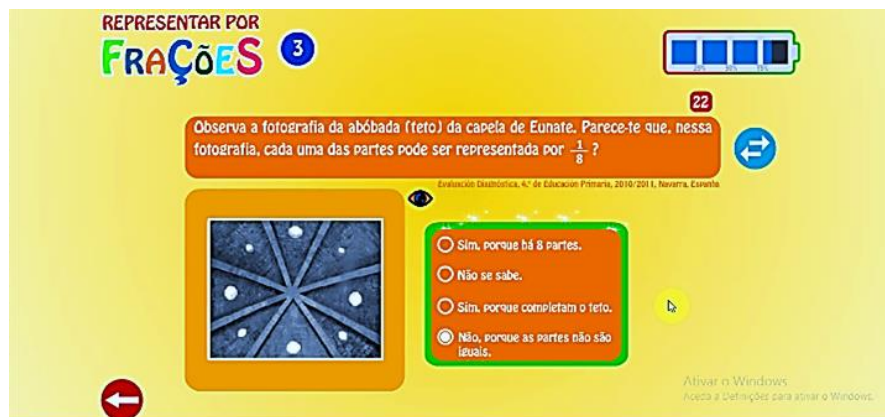 REPRESENTAR POR
FRAÇÕES 3
22
Observa a fotografia da abóbada (teto) da capela de Eunate. Parece-te que, nessa
fotografia, cada uma das partes pode ser representada por 1/8 ?
Evaluación Diagnóstica, 4.º de Educación Primaria, 2010/2011, Navarra, Espanha
Sim, porque há 8 partes.
Não se sabe.
Sim, porque completam o teto.
Não, porque as partes não são
iguais.
Ativar o Windows
Aceda a Definições para ativar o Windows.